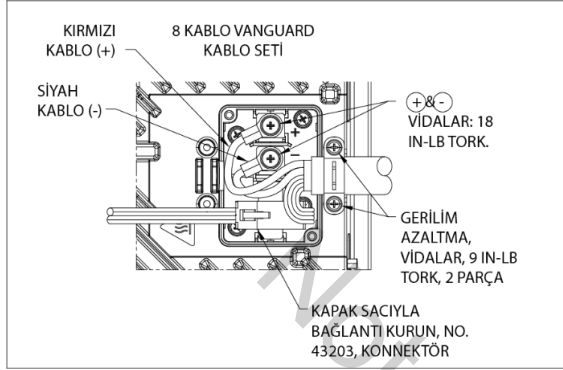 KIRMIZI
KABLO (+)
8 KABLO VANGUARD
KABLO SETİ
SİYAH
KABLO (-)
+&-
VİDALAR: 18
IN-LB TORK.
+
-
GERİLİM
AZALTMA,
VİDALAR, 9 IN-LB
TORK, 2 PARÇA
KAPAK SACIYLA
BAĞLANTI KURUN, NO.
43203, KONNEKTÖR
Not